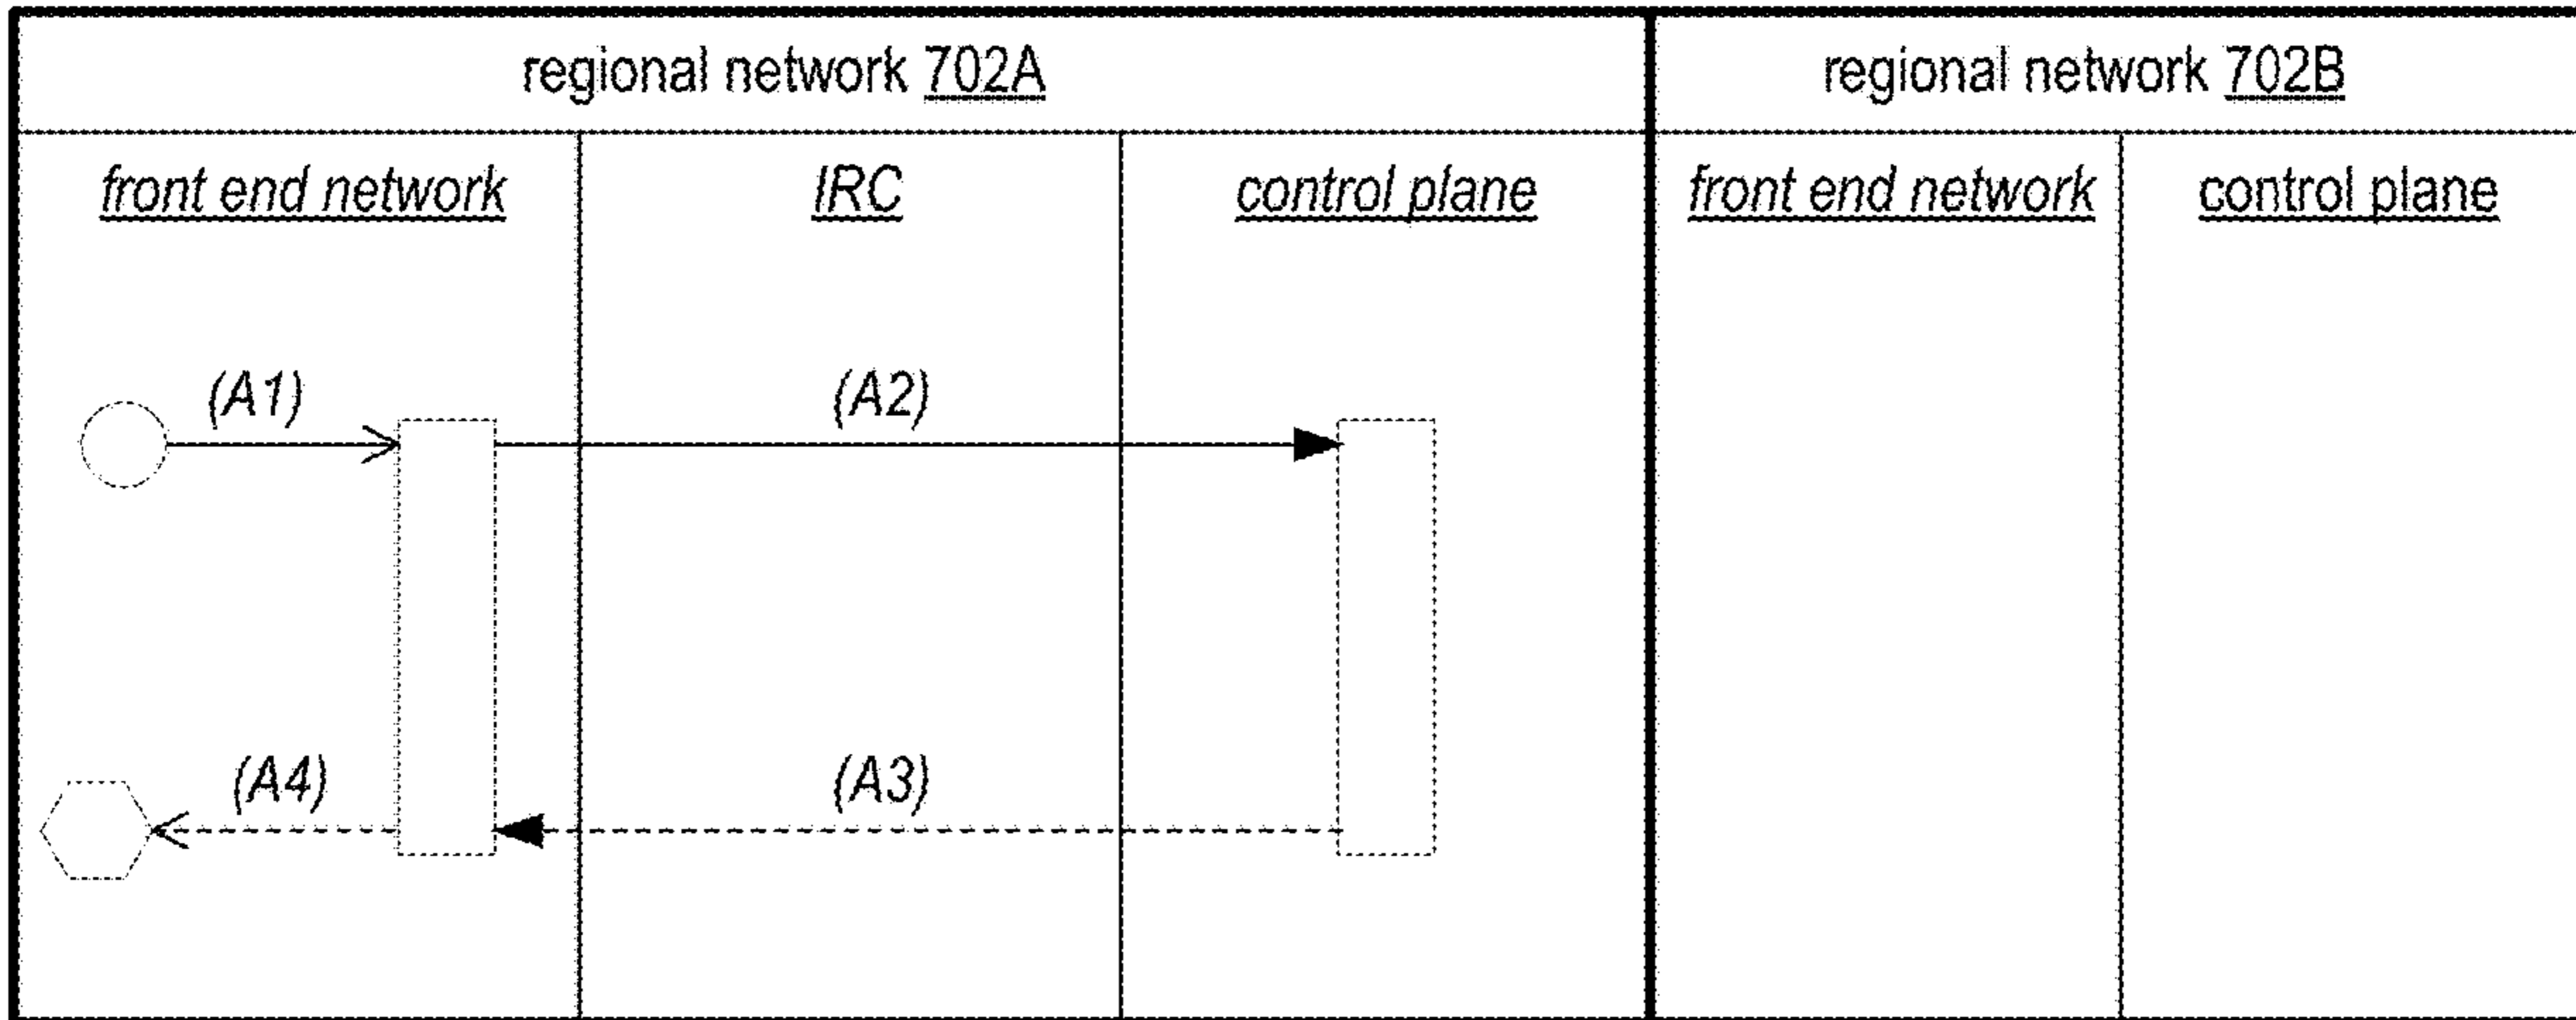 regional network 702A
regional network 702B
front end network
IRC
control plane
front end network
control plane
(A1)
(A2)
(A4)
(A3)